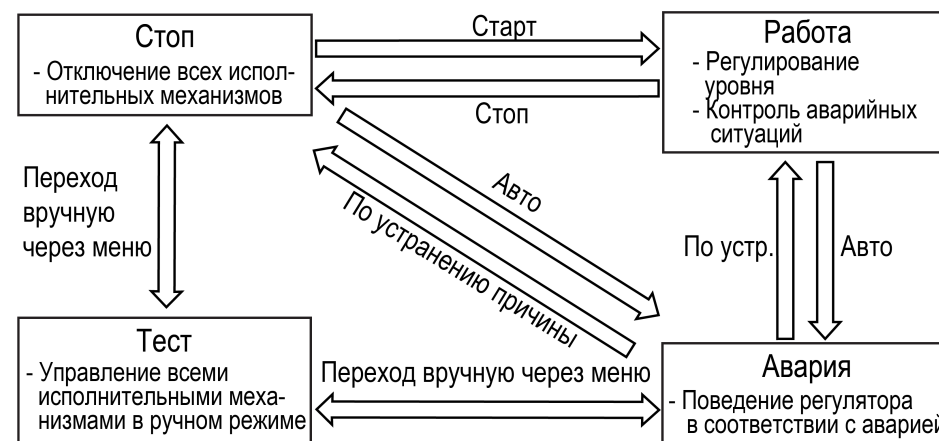 Стоп
- Отключение всех испол-
нительных механизмов
Старт
Стоп
Работа
- Регулирование
уровня
- Контроль аварийных
ситуаций
Переход
вручную
через меню
Авто
По устранению причины
По устр.
Авто
Тест
- Управление всеми
исполнительными меха-
низмами в ручном режиме
Переход вручную через меню
Авария
- Поведение регулятора
в соответствии с аварией